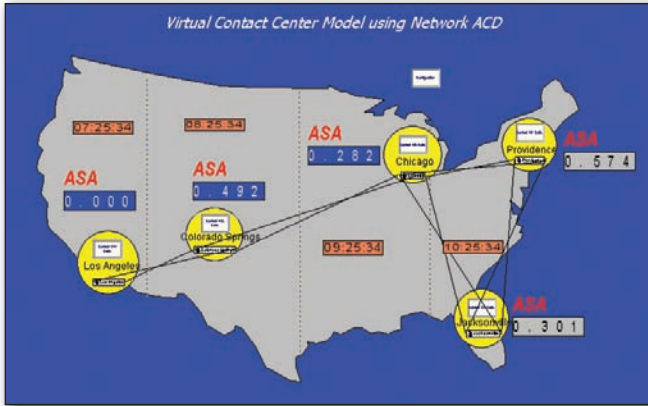 Virtual Contact Center Model using Network ACD
07:25:34
08:25:34
ASA
0.282
Chicago
Providence
ASA
0.574
ASA
0.000
ASA
0.492
Colorado Springs
Los Angeles
09:25:34
10:25:34
Jacksonville
ASA
0.301